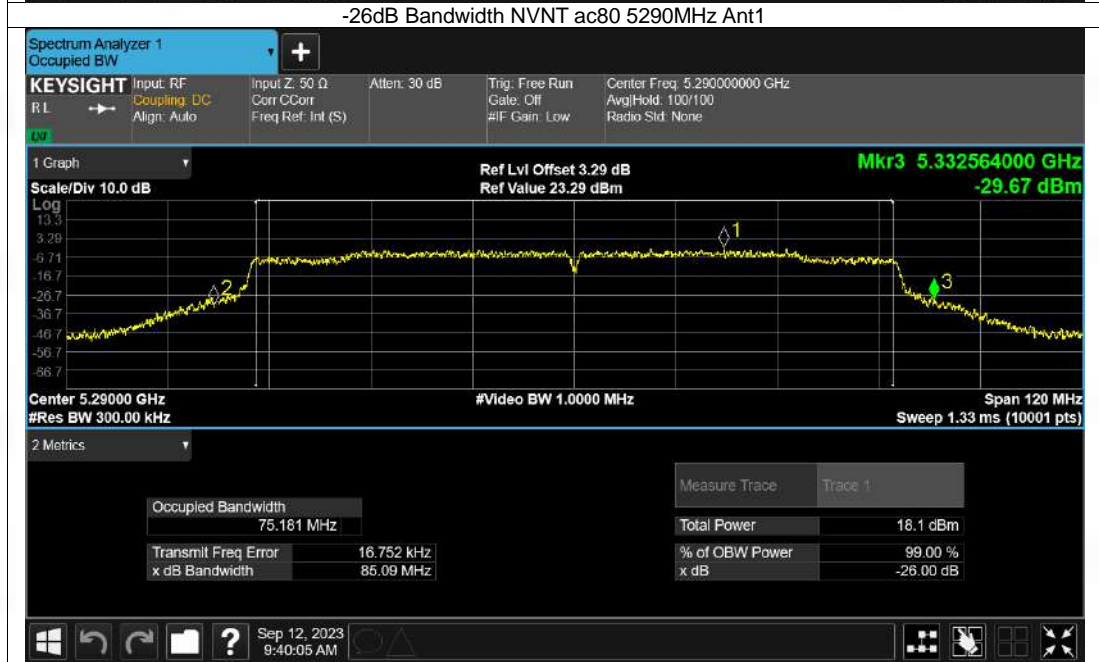 -26dB Bandwidth NVNT ac80 5290MHz Ant1
Spectrum Analyzer 1
Occupied BW
+
KEYSIGHT Input: RF Input Z: 50 Ω Atten: 30 dB Trig: Free Run Center Freq: 5.290000000 GHz
RL Coupling: DC Corr CCorr Gate: Off Avg|Hold: 100/100
Align: Auto Freq Ref: Int (S) #IF Gain: Low Radio Std: None
LXI
1 Graph Ref Lvl Offset 3.29 dB Mkr3 5.332564000 GHz
Scale/Div 10.0 dB Ref Value 23.29 dBm -29.67 dBm
Log
13.3
3.29
-6.71
-16.7
-26.7
-36.7
-46.7
-56.7
-66.7
1
2
3
Center 5.29000 GHz #Video BW 1.0000 MHz Span 120 MHz
#Res BW 300.00 kHz Sweep 1.33 ms (10001 pts)
2 Metrics
Measure Trace Trace 1
Occupied Bandwidth
75.181 MHz Total Power 18.1 dBm
Transmit Freq Error 16.752 kHz % of OBW Power 99.00 %
x dB Bandwidth 85.09 MHz x dB -26.00 dB
? Sep 12, 2023
9:40:05 AM